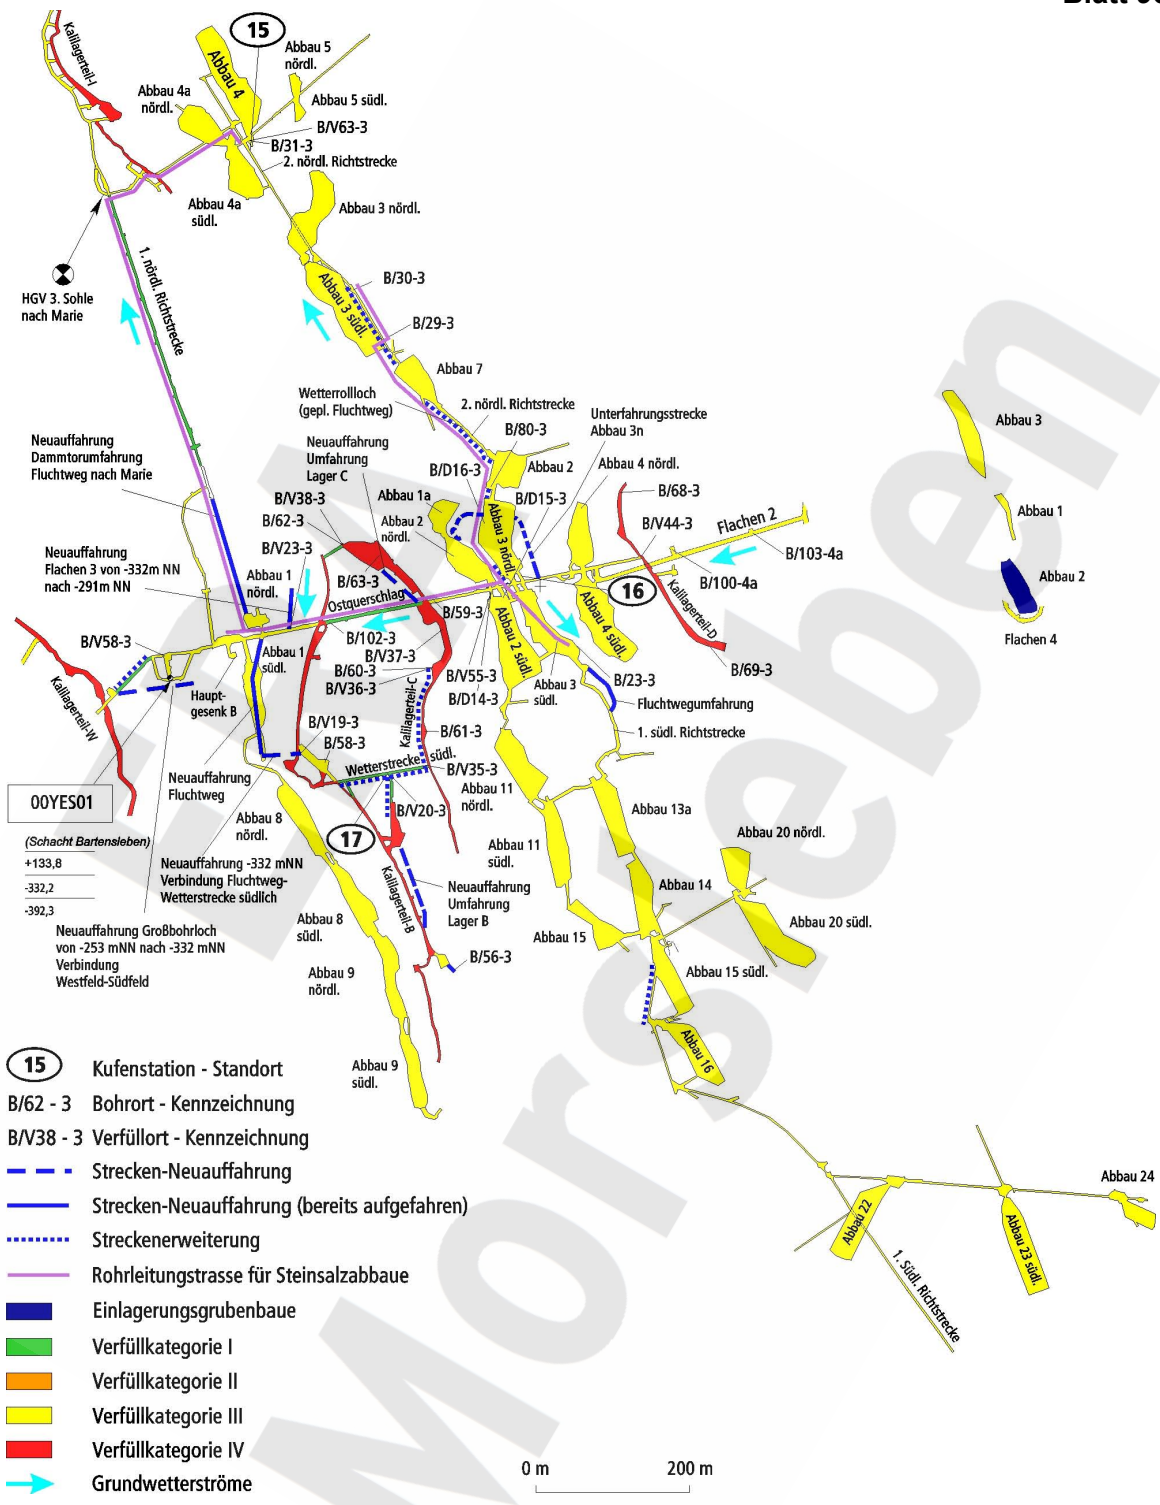 15
Abbau 5
nördl.
Kalilagerteil-I
Abbau 4
Abbau 4a
nördl.
Abbau 5 südl.
B/V63-3
B/31-3
2. nördl. Richtstrecke
Abbau 4a
südl.
Abbau 3 nördl.
1. nördl. Richtstrecke
HGV 3. Sohle
nach Marie
Abbau 3 südl.
B/30-3
B/29-3
Abbau 7
Wetterrollloch
(gepl. Fluchtweg)
2. nördl. Richtstrecke
Unterfahrungsstrecke
Abbau 3n
B/80-3
Neuauffahrung
Dammtorumfahrung
Fluchtweg nach Marie
Neuauffahrung
Umfahrung
Lager C
B/D16-3
Abbau 2
Abbau 4 nördl.
B/V38-3
Abbau 1a
B/D15-3
B/68-3
B/62-3
Abbau 2
nördl.
Abbau 3 nördl.
B/V44-3
Flachen 2
B/V23-3
B/103-4a
Neuauffahrung
Flachen 3 von -332m NN
nach -291m NN
Abbau 1
nördl.
B/63-3
Ostquerschlag
B/100-4a
16
B/59-3
Kalilagerteil-D
Abbau 4 südl.
B/V58-3
B/102-3
B/V37-3
Abbau 1
südl.
B/60-3
B/V36-3
Abbau 2 südl.
B/V55-3
B/D14-3
Abbau 3
südl.
B/23-3
B/69-3
Fluchtwegumfahrung
Kalilagerteil-W
Haupt-
gesenk B
B/V19-3
B/58-3
Kalilagerteil-C
B/61-3
1. südl. Richtstrecke
Wetterstrecke südl.
B/V35-3
Neuauffahrung
Fluchtweg
Abbau 11
nördl.
00YES01
B/V20-3
Abbau 13a
Abbau 8
nördl.
17
Abbau 20 nördl.
(Schacht Bartensleben)
+133,8
-332,2
-392,3
Neuauffahrung -332 mNN
Verbindung Fluchtweg-
Wetterstrecke südlich
Abbau 11
südl.
Neuauffahrung
Umfahrung
Lager B
Kalilagerteil-B
Abbau 14
Abbau 20 südl.
Abbau 8
südl.
Neuauffahrung Großbohrloch
von -253 mNN nach -332 mNN
Verbindung
Westfeld-Südfeld
Abbau 15
B/56-3
Abbau 9
nördl.
Abbau 15 südl.
Abbau 9
südl.
Abbau 16
Abbau 22
Abbau 23 südl.
Abbau 24
1. Südl. Richtstrecke
Abbau 3
Abbau 1
Abbau 2
Flachen 4
15 Kufenstation - Standort
B/62 - 3 Bohrort - Kennzeichnung
B/V38 - 3 Verfüllort - Kennzeichnung
Strecken-Neuauffahrung
Strecken-Neuauffahrung (bereits aufgefahren)
Streckenerweiterung
Rohrleitungstrasse für Steinsalzabbaue
Einlagerungsgrubenbaue
Verfüllkategorie I
Verfüllkategorie II
Verfüllkategorie III
Verfüllkategorie IV
Grundwetterströme
0 m 200 m
ERA Morsleben